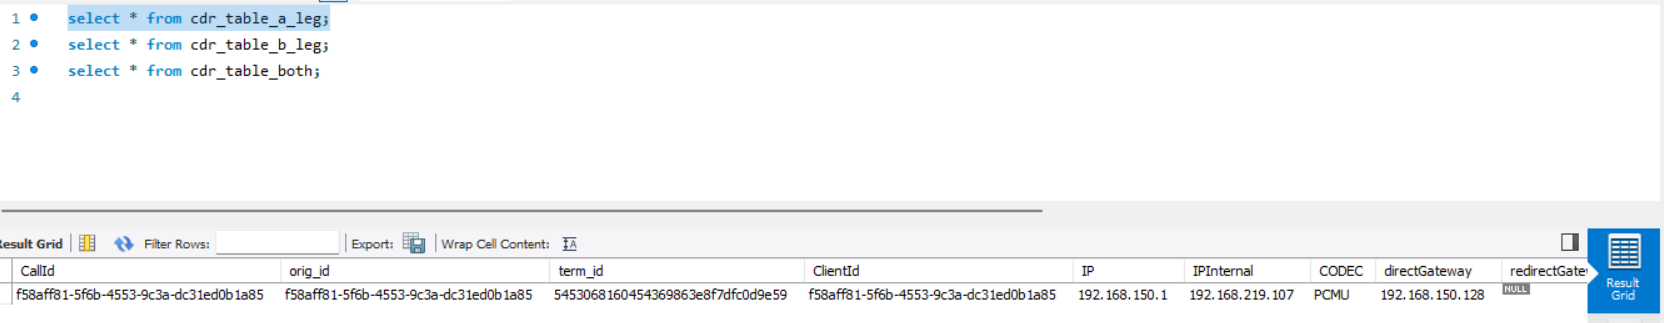 1 select * from cdr_table_a_leg;
2 select * from cdr_table_b_leg;
3 select * from cdr_table_both;
4
Result Grid Filter Rows: Export: Wrap Cell Content:
CallId orig_id term_id ClientId IP IPInternal CODEC directGateway redirectGatew
f58aff81-5f6b-4553-9c3a-dc31ed0b1a85 f58aff81-5f6b-4553-9c3a-dc31ed0b1a85 5453068160454369863e8f7dfc0d9e59 f58aff81-5f6b-4553-9c3a-dc31ed0b1a85 192.168.150.1 192.168.219.107 PCMU 192.168.150.128 NULL
Result
Grid